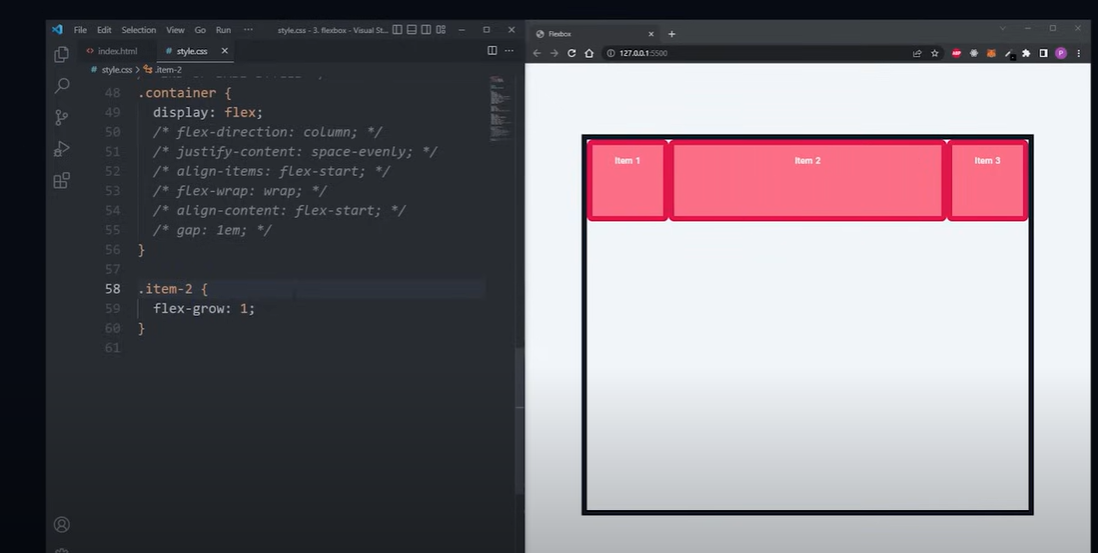 File Edit Selection View Go Run ··· style.css - 3. flexbox - Visual St...
index.html
style.css
style.css > .item-2
48 .container {
49 display: flex;
50 /* flex-direction: column; */
51 /* justify-content: space-evenly; */
52 /* align-items: flex-start; */
53 /* flex-wrap: wrap; */
54 /* align-content: flex-start; */
55 /* gap: 1em; */
56 }
57
58 .item-2 {
59 flex-grow: 1;
60 }
61
Flexbox
127.0.0.1:5500
ABP
P
Item 1
Item 2
Item 3